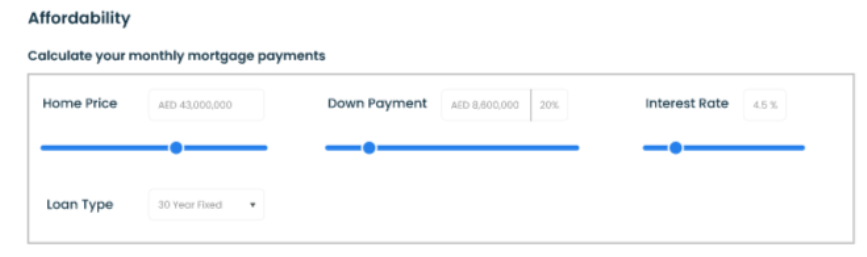 Affordability
Calculate your monthly mortgage payments
Home Price AED 43,000,000 Down Payment AED 8,600,000 20% Interest Rate 4.5 %
Loan Type 30 Year Fixed